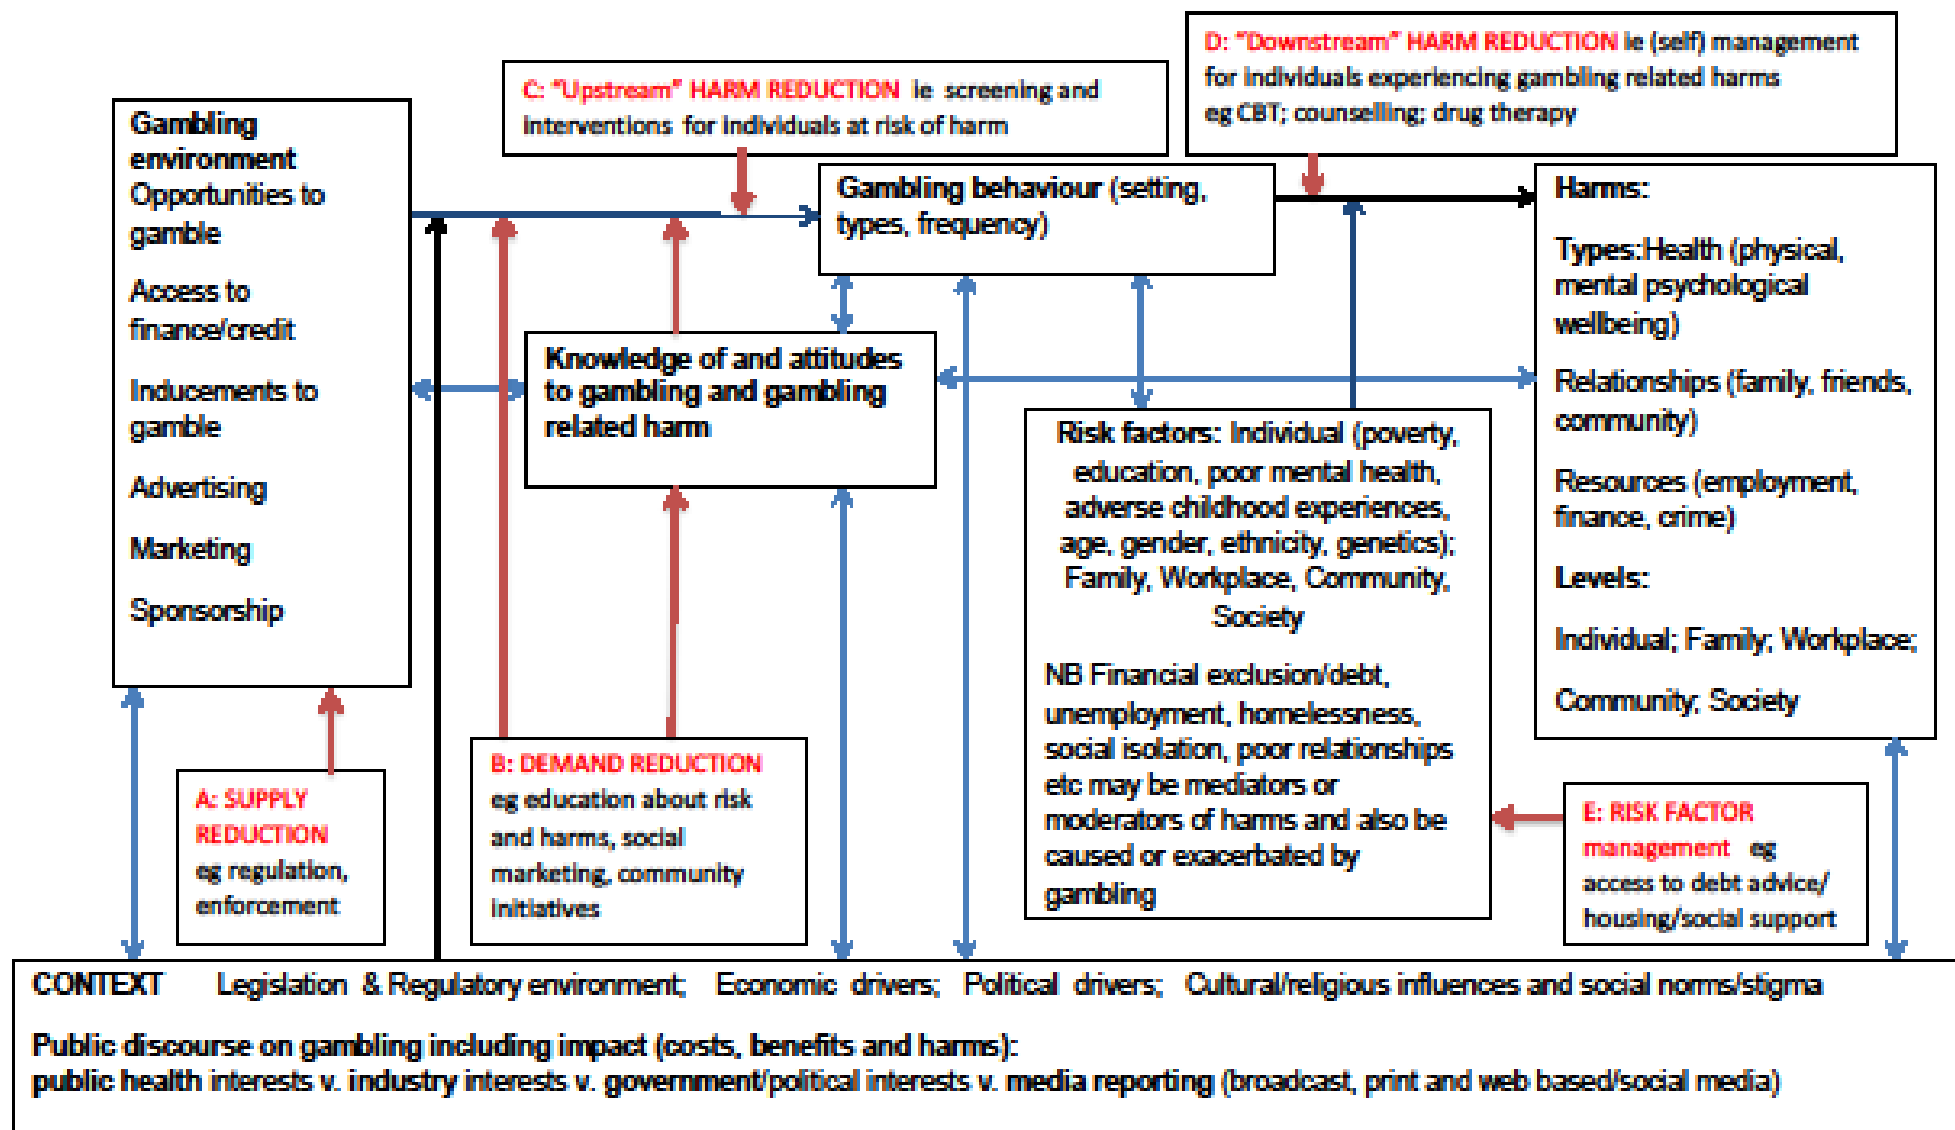 D: “Downstream” HARM REDUCTION ie (self) management
for individuals experiencing gambling related harms
eg CBT; counselling; drug therapy
C: “Upstream” HARM REDUCTION ie screening and
interventions for individuals at risk of harm
Gambling
environment
Opportunities to
gamble
Access to
finance/credit
Inducements to
gamble
Advertising
Marketing
Sponsorship
Gambling behaviour (setting,
types, frequency)
Harms:
Types:Health (physical,
mental psychological
wellbeing)
Relationships (family, friends,
community)
Resources (employment,
finance, crime)
Levels:
Individual; Family; Workplace;
Community; Society
Knowledge of and attitudes
to gambling and gambling
related harm
Risk factors: Individual (poverty,
education, poor mental health,
adverse childhood experiences,
age, gender, ethnicity, genetics);
Family, Workplace, Community,
Society
NB Financial exclusion/debt,
unemployment, homelessness,
social isolation, poor relationships
etc may be mediators or
moderators of harms and also be
caused or exacerbated by
gambling
A: SUPPLY
REDUCTION
eg regulation,
enforcement
B: DEMAND REDUCTION
eg education about risk
and harms, social
marketing, community
initiatives
E: RISK FACTOR
management eg
access to debt advice/
housing/social support
CONTEXT Legislation & Regulatory environment; Economic drivers; Political drivers; Cultural/religious influences and social norms/stigma
Public discourse on gambling including impact (costs, benefits and harms):
public health interests v. industry interests v. government/political interests v. media reporting (broadcast, print and web based/social media)